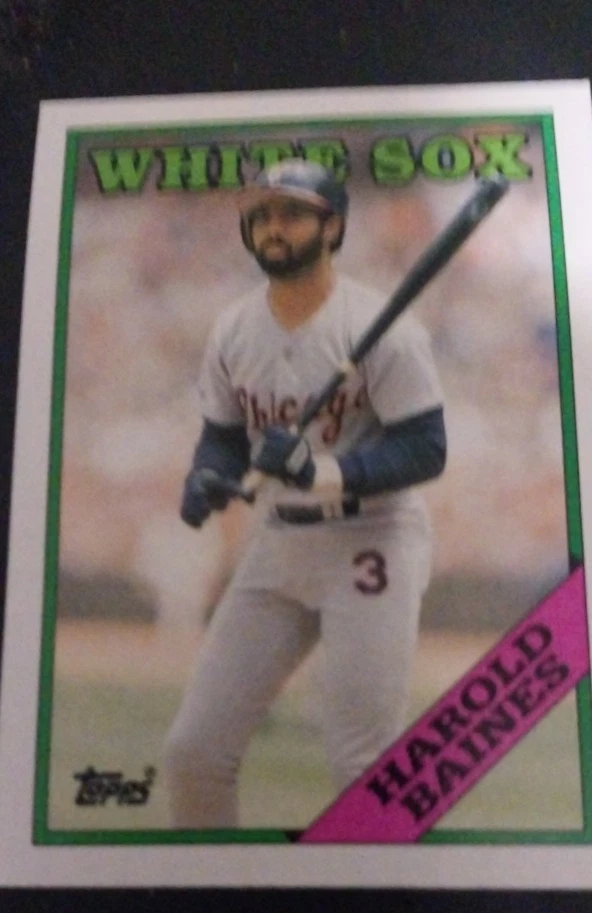 WHITE SOX
Chicago
3
HAROLD
BAINES
Topps®